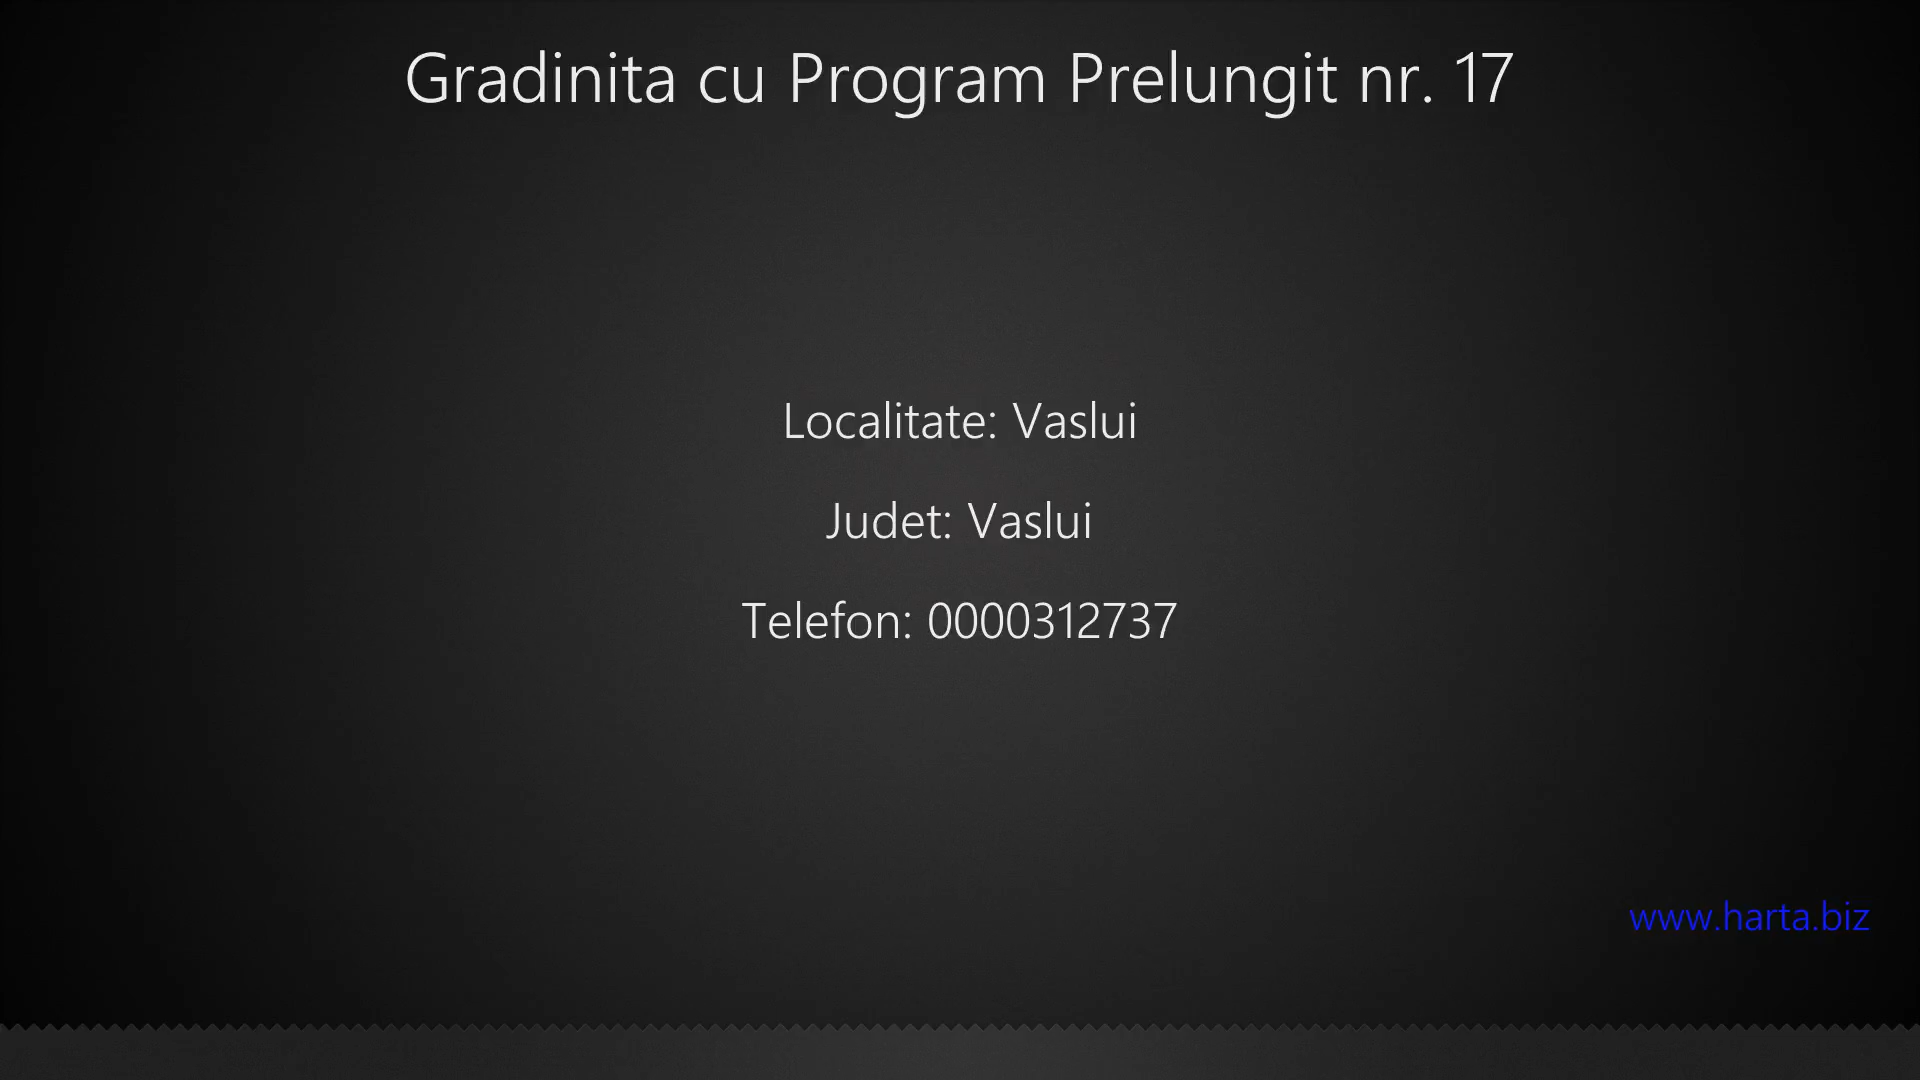 Gradinita cu Program Prelungit nr. 17
Localitate: Vaslui
Judet: Vaslui
Telefon: 0000312737
www.harta.biz